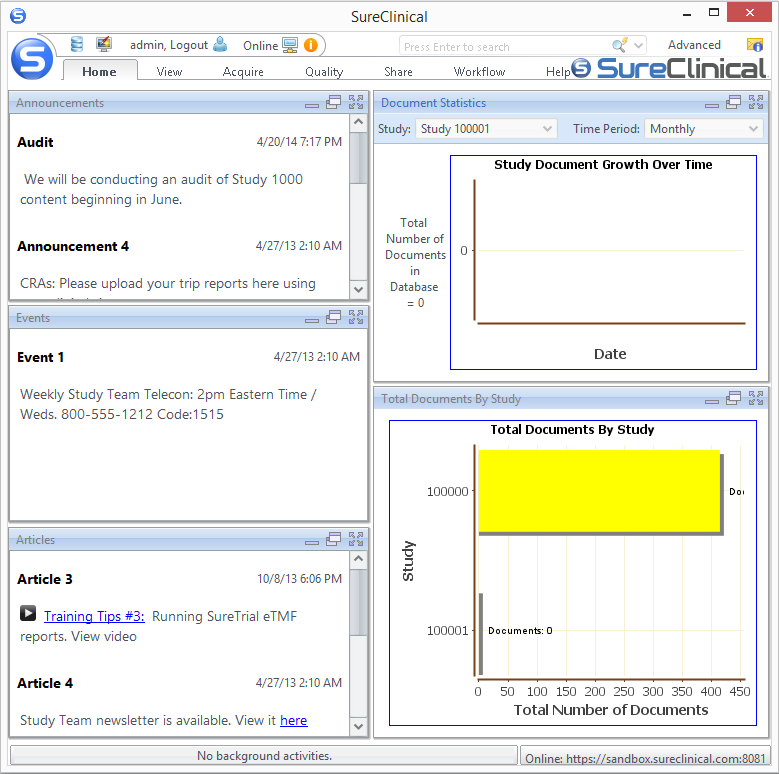 SureClinical
admin, Logout
Online
Press Enter to search
Advanced
Home
View
Acquire
Quality
Share
Workflow
Help
SureClinical
Announcements
Audit
4/20/14 7:17 PM
We will be conducting an audit of Study 1000
content beginning in June.
Announcement 4
4/27/13 2:10 AM
CRAs: Please upload your trip reports here using
Events
Event 1
4/27/13 2:10 AM
Weekly Study Team Telecon: 2pm Eastern Time /
Weds. 800-555-1212 Code:1515
Articles
Article 3
10/8/13 6:06 PM
Training Tips #3: Running SureTrial eTMF
reports. View video
Article 4
4/27/13 2:10 AM
Study Team newsletter is available. View it here
Document Statistics
Study: Study 100001
Time Period: Monthly
Study Document Growth Over Time
Total
Number of
Documents
in
Database
= 0
0
Date
Total Documents By Study
Total Documents By Study
100000
Doc
Study
100001
Documents: 0
0 50 100 150 200 250 300 350 400 450
Total Number of Documents
No background activities.
Online: https://sandbox.sureclinical.com:8081